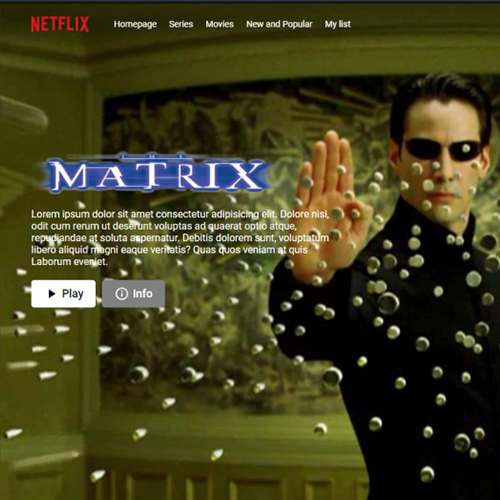 NETFLIX Homepage Series Movies New and Popular My list
THE
MATRIX
Lorem ipsum dolor sit amet consectetur adipisicing elit. Dolore nisi,
odit cum rerum ut deserunt voluptas ad quaerat optio atque,
repudiandae at soluta aspernatur. Debitis dolorem sunt, voluptatum
libero aliquid magni eaque veritatis? Quas quos veniam at quis
Laborum eveniet.
Play Info